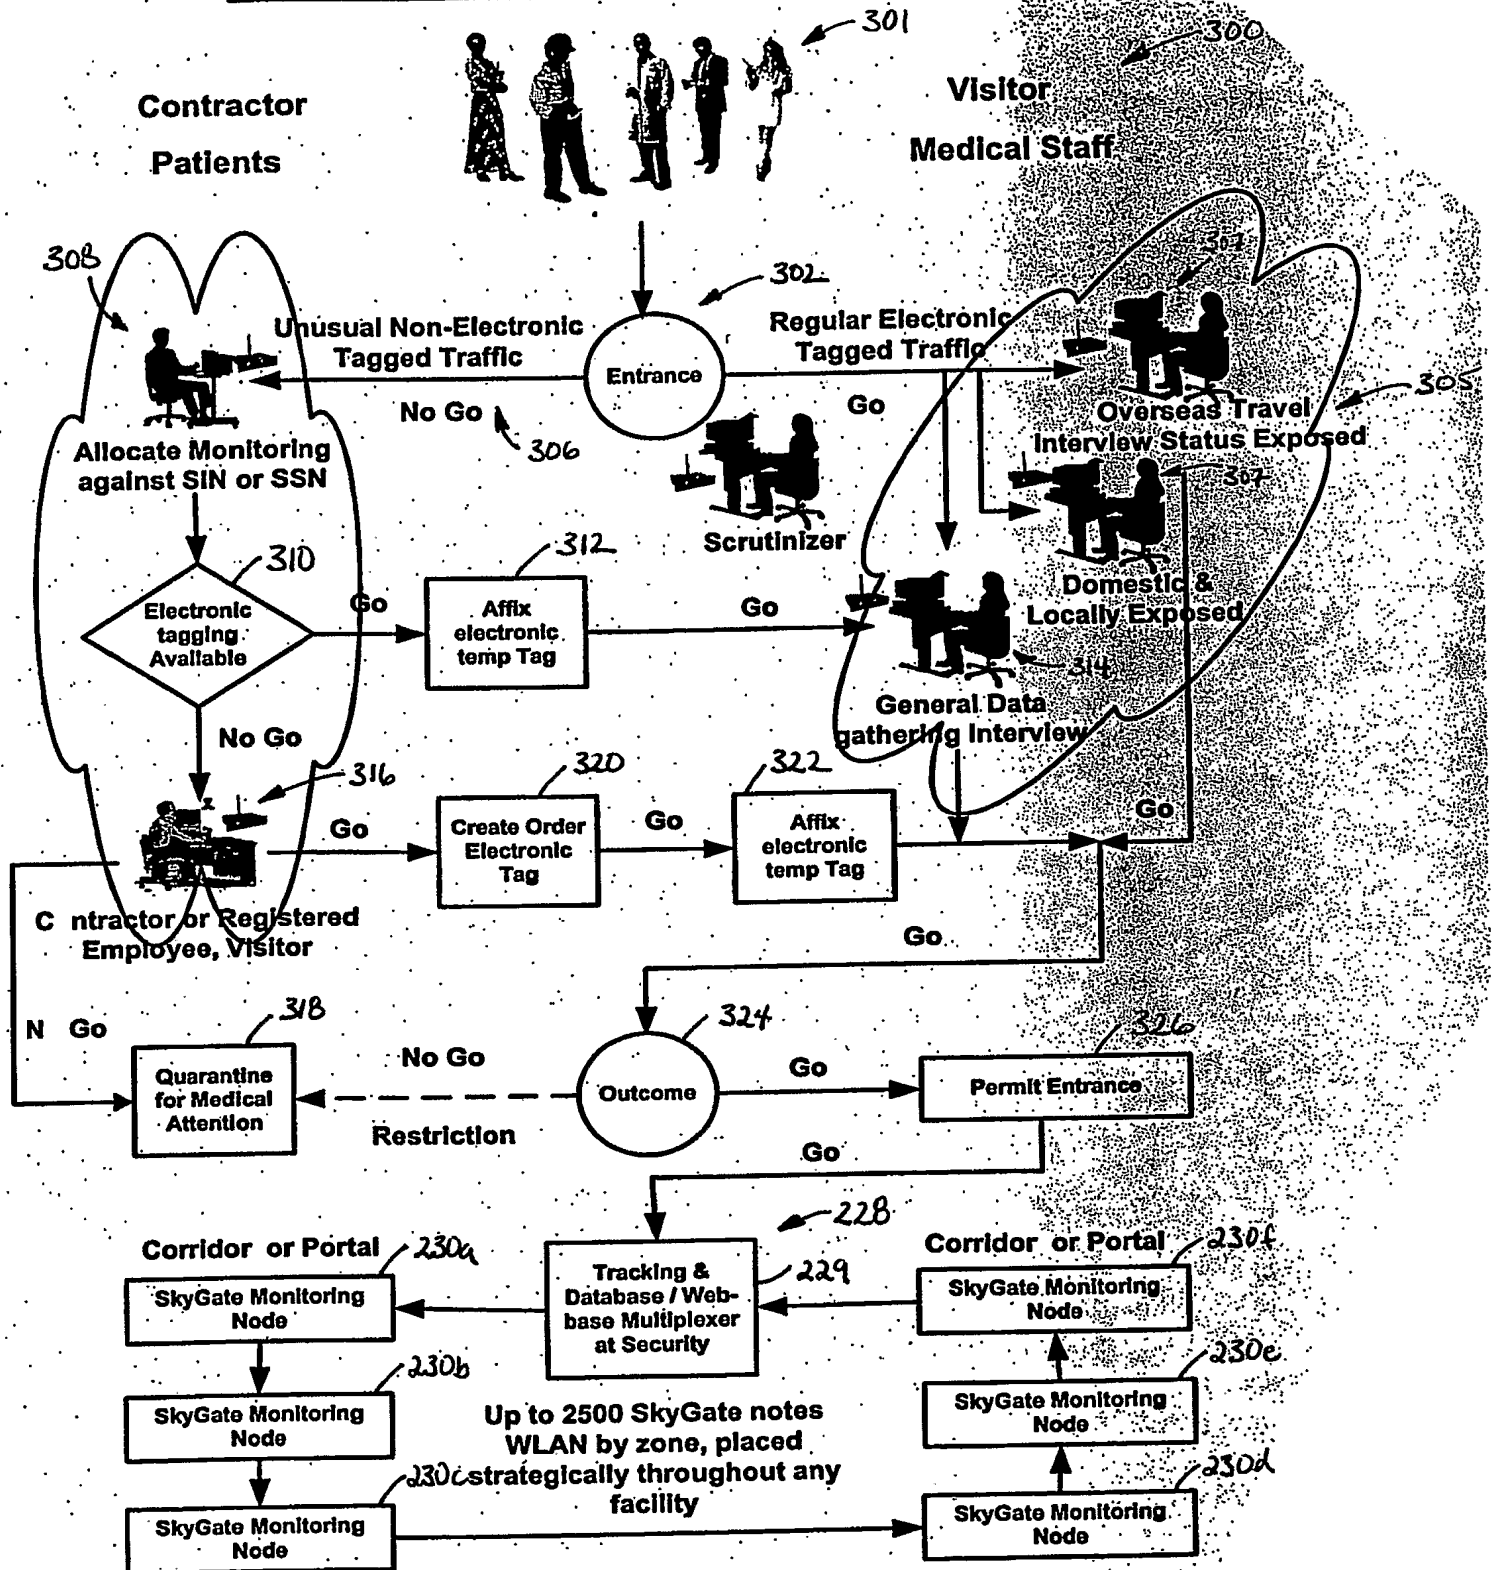 301
300
Contractor
Patients
Visitor
Medical Staff
308
302
307
Unusual Non-Electronic
Tagged Traffic
Entrance
Regular Electronic
Tagged Traffic
No Go
306
Go
305
Overseas Travel
Interview Status Exposed
Allocate Monitoring
against SIN or SSN
307
Scrutinizer
310
312
Electronic
tagging
Available
Go
Affix
electronic
temp Tag
Go
Domestic &
Locally Exposed
314
General Data
gathering Interview
No Go
316
320
322
Go
Create Order
Electronic
Tag
Go
Affix
electronic
temp Tag
Go
C ntractor or Registered
Employee, Visitor
Go
N Go
318
324
326
Quarantine
for Medical
Attention
No Go
Restriction
Outcome
Go
Permit Entrance
Go
228
Corridor or Portal
230a
Corridor or Portal
230f
SkyGate Monitoring
Node
Tracking &
Database / Web-
base Multiplexer
at Security
229
SkyGate Monitoring
Node
230b
230e
SkyGate Monitoring
Node
Up to 2500 SkyGate notes
WLAN by zone, placed
strategically throughout any
facility
SkyGate Monitoring
Node
230c
230d
SkyGate Monitoring
Node
SkyGate Monitoring
Node